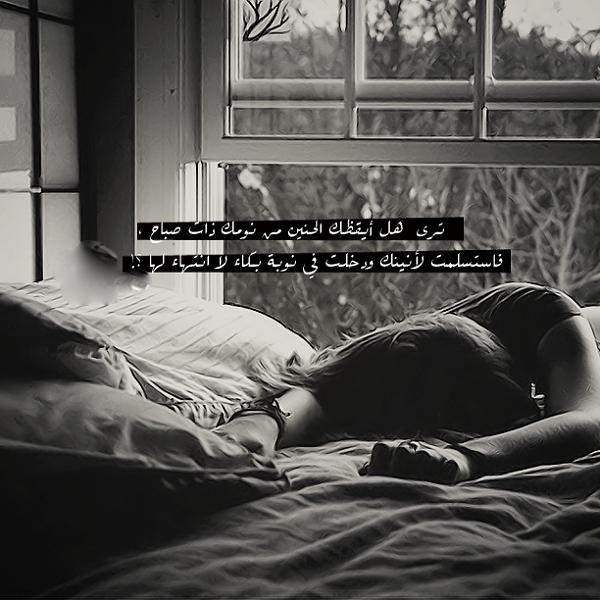 ترى هل أيقظك الحنين من نومك ذات صباح ،
فاستسلمت لأنينك ودخلت في نوبة بكاء لا انتهاء لها ؟!